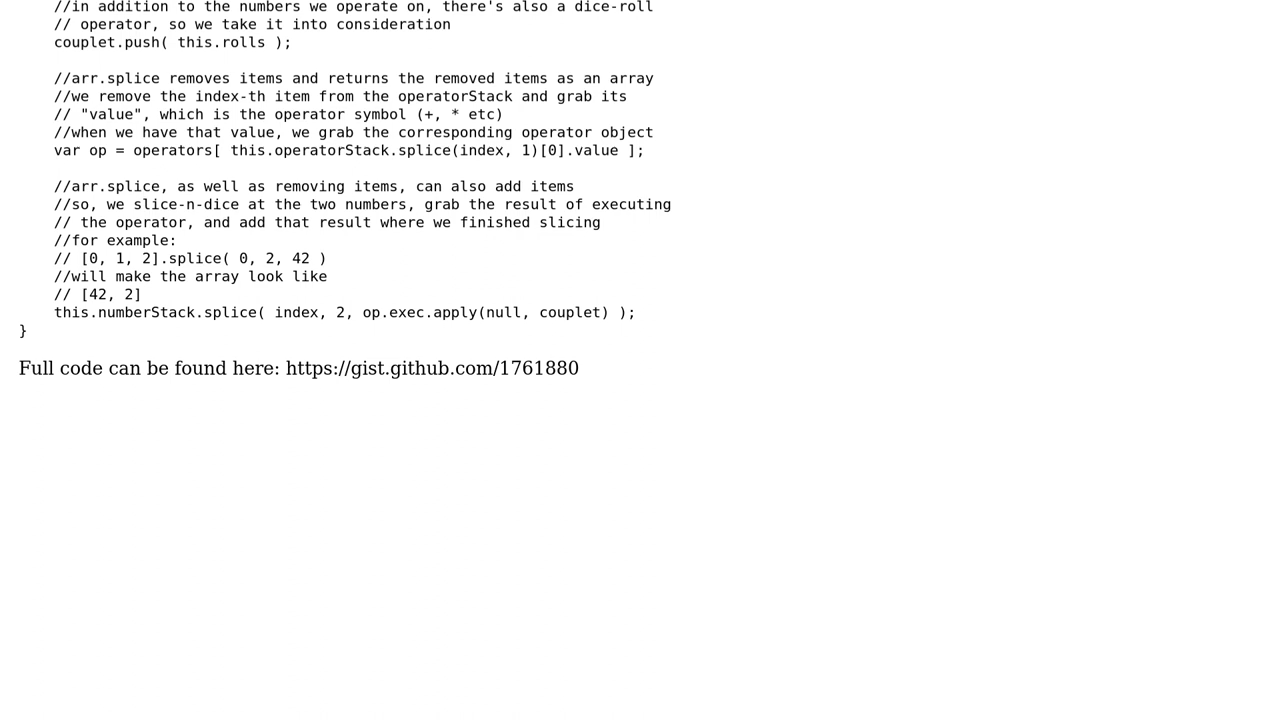 //in addition to the numbers we operate on, there's also a dice-roll
// operator, so we take it into consideration
couplet.push( this.rolls );
//arr.splice removes items and returns the removed items as an array
//we remove the index-th item from the operatorStack and grab its
// "value", which is the operator symbol (+, * etc)
//when we have that value, we grab the corresponding operator object
var op = operators[ this.operatorStack.splice(index, 1)[0].value ];
//arr.splice, as well as removing items, can also add items
//so, we slice-n-dice at the two numbers, grab the result of executing
// the operator, and add that result where we finished slicing
//for example:
// [0, 1, 2].splice( 0, 2, 42 )
//will make the array look like
// [42, 2]
this.numberStack.splice( index, 2, op.exec.apply(null, couplet) );
}
Full code can be found here: https://gist.github.com/1761880